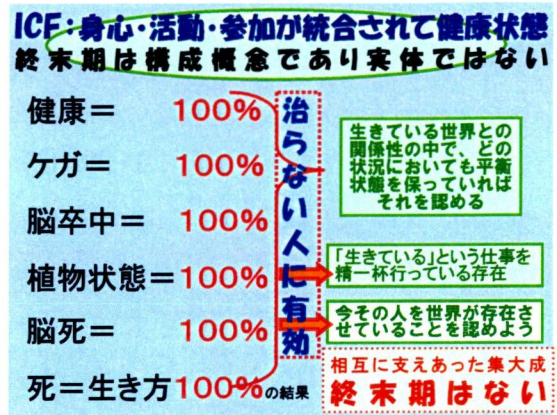 ICF:身心・活動・参加が統合されて健康状態
終末期は構成概念であり実体ではない
健康＝ 100%
ケガ＝ 100%
脳卒中＝ 100%
植物状態＝100%
脳死＝ 100%
死＝生き方100%の結果
治らない人に有効
生きている世界との
関係性の中で、どの
状況においても平衡
状態を保っていれば
それを認める
「生きている」という仕事を
精一杯行っている存在
今その人を世界が存在さ
せていることを認めよう
相互に支えあった集大成
終末期はない